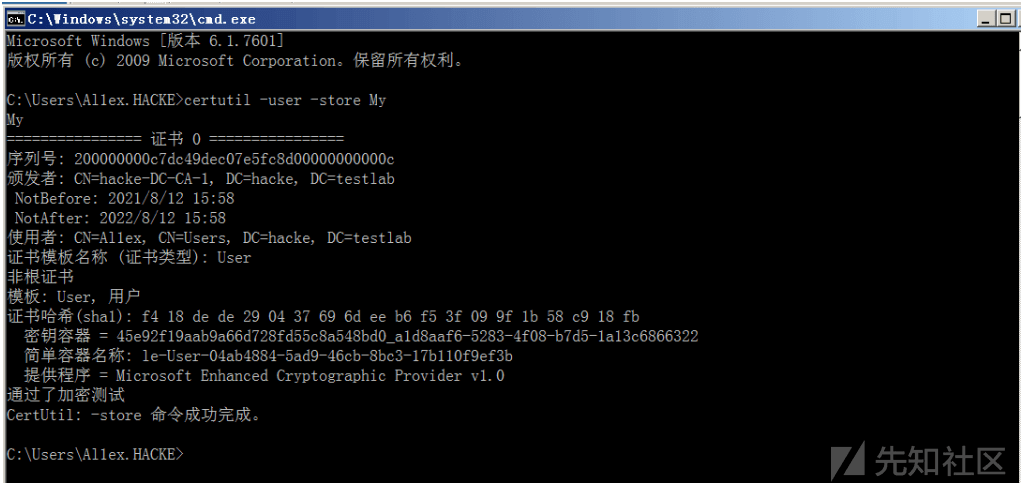 C:\Windows\system32\cmd.exe
Microsoft Windows [版本 6.1.7601]
版权所有 (c) 2009 Microsoft Corporation。保留所有权利。
C:\Users\Al1ex.HACKE>certutil -user -store My
My
================ 证书 0 ================
序列号: 200000000c7dc49dec07e5fc8d00000000000c
颁发者: CN=hacke-DC-CA-1, DC=hacke, DC=testlab
NotBefore: 2021/8/12 15:58
NotAfter: 2022/8/12 15:58
使用者: CN=Al1ex, CN=Users, DC=hacke, DC=testlab
证书模板名称 (证书类型): User
非根证书
模板: User, 用户
证书哈希(sha1): f4 18 de de 29 04 37 69 6d ee b6 f5 3f 09 9f 1b 58 c9 18 fb
密钥容器 = 45e92f19aab9a66d728fd55c8a548bd0_a1d8aaf6-5283-4f08-b7d5-1a13c6866322
简单容器名称: le-User-04ab4884-5ad9-46cb-8bc3-17b110f9ef3b
提供程序 = Microsoft Enhanced Cryptographic Provider v1.0
通过了加密测试
CertUtil: -store 命令成功完成。
C:\Users\Al1ex.HACKE>
先知社区